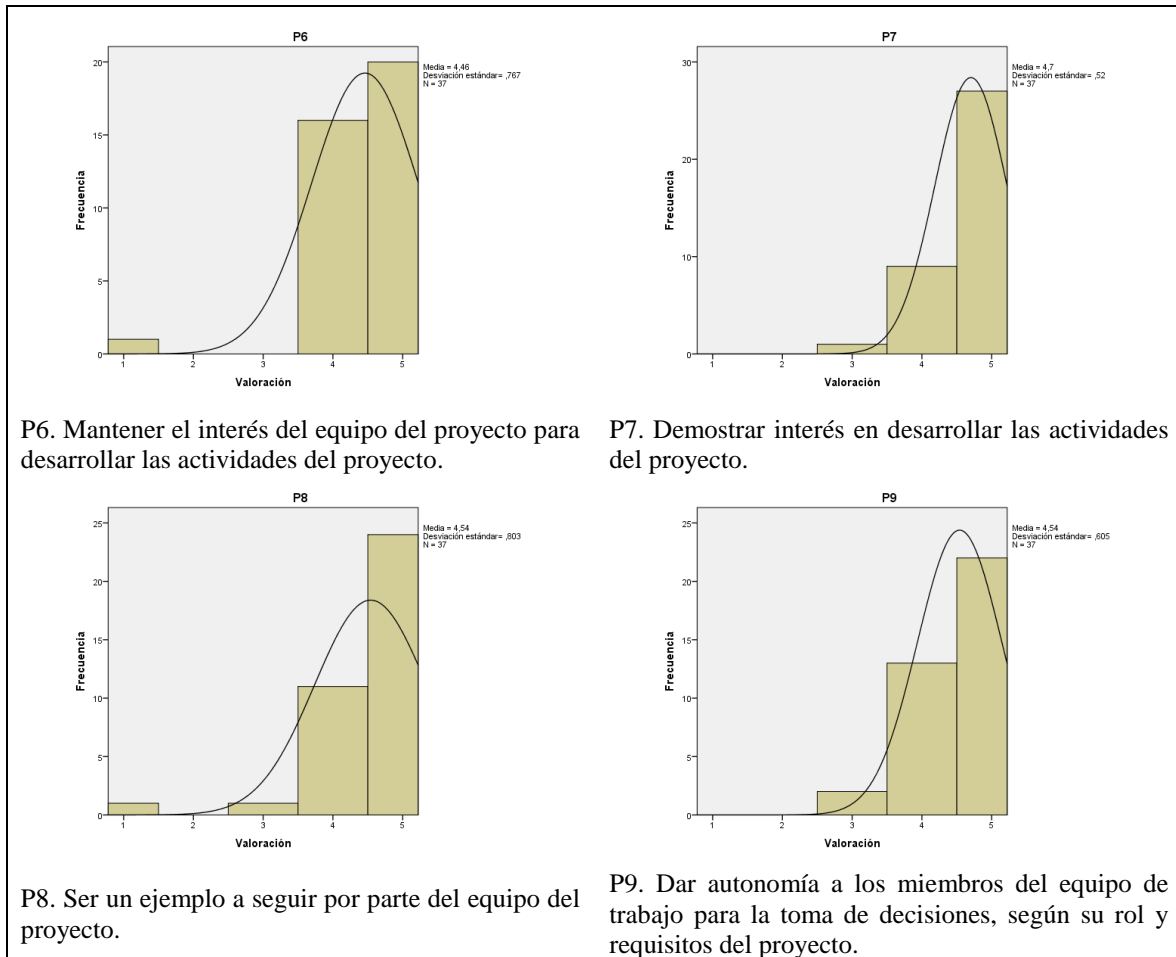 P6
Media = 4,46
Desviación estándar= ,767
N = 37
20
15
10
5
0
Frecuencia
1 2 3 4 5
Valoración
P7
Media = 4,7
Desviación estándar= ,52
N = 37
30
20
10
0
Frecuencia
1 2 3 4 5
Valoración
P6. Mantener el interés del equipo del proyecto para
desarrollar las actividades del proyecto.
P7. Demostrar interés en desarrollar las actividades
del proyecto.
P8
Media = 4,54
Desviación estándar= ,803
N = 37
25
20
15
10
5
0
Frecuencia
1 2 3 4 5
Valoración
P9
Media = 4,54
Desviación estándar= ,605
N = 37
25
20
15
10
5
0
Frecuencia
1 2 3 4 5
Valoración
P8. Ser un ejemplo a seguir por parte del equipo del
proyecto.
P9. Dar autonomía a los miembros del equipo de
trabajo para la toma de decisiones, según su rol y
requisitos del proyecto.